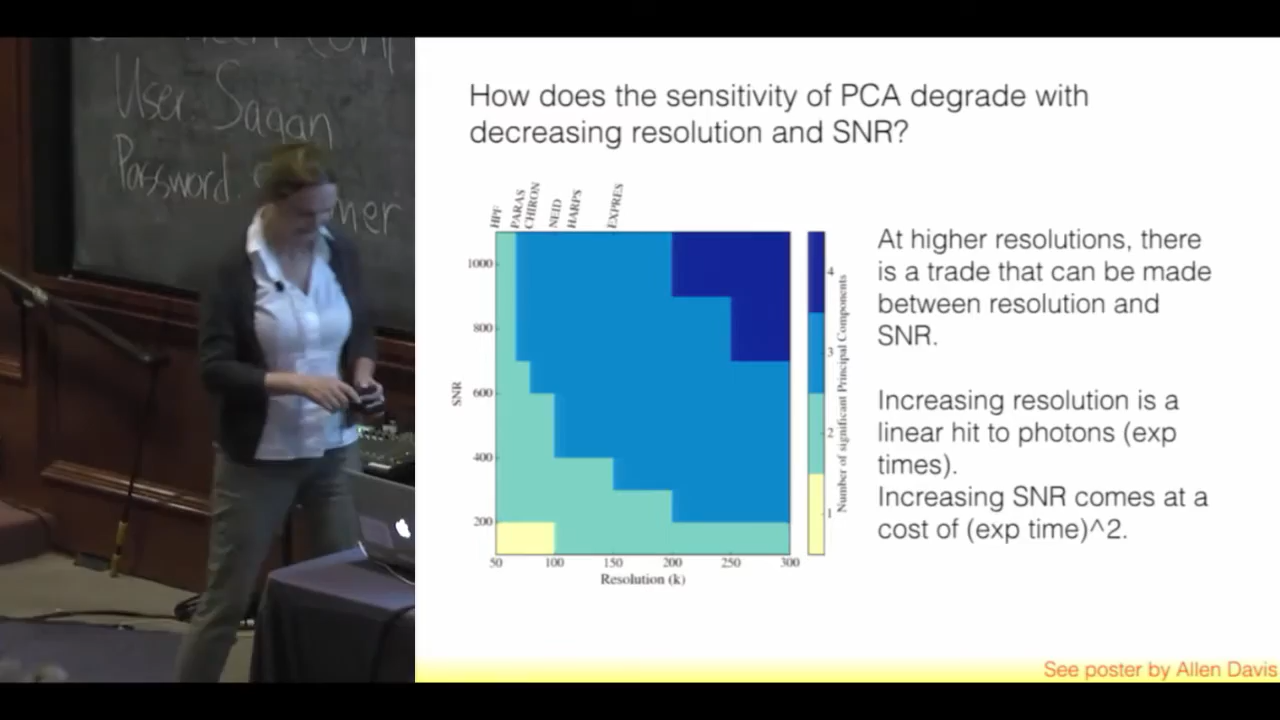 User: Sagan
Password:
How does the sensitivity of PCA degrade with
decreasing resolution and SNR?
HPF
PARAS
CHIRON
NEID
HARPS
EXPRES
1000
800
600
400
200
SNR
50 100 150 200 250 300
Resolution (k)
4
3
2
1
Number of significant Principal Components
At higher resolutions, there
is a trade that can be made
between resolution and
SNR.
Increasing resolution is a
linear hit to photons (exp
times).
Increasing SNR comes at a
cost of (exp time)^2.
See poster by Allen Davis